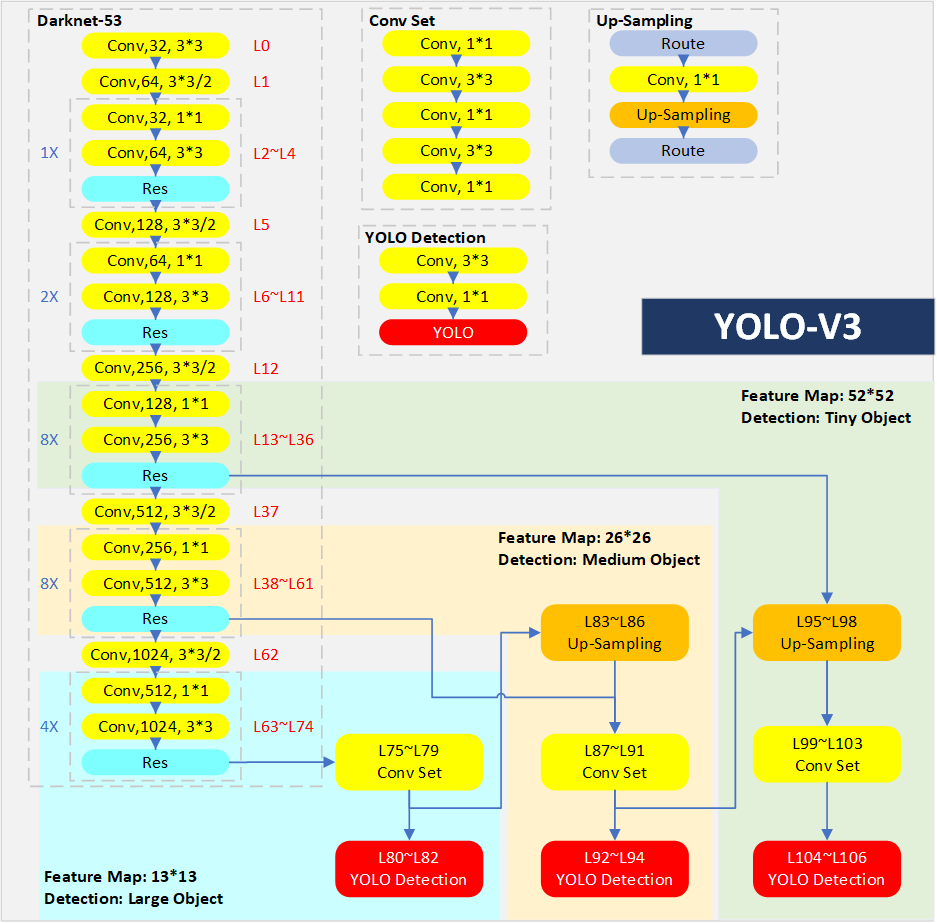 Darknet-53
Conv,32, 3*3
L0
Conv,64, 3*3/2
L1
1X
Conv,32, 1*1
Conv,64, 3*3
L2~L4
Res
Conv,128, 3*3/2
L5
2X
Conv,64, 1*1
Conv,128, 3*3
L6~L11
Res
Conv,256, 3*3/2
L12
8X
Conv,128, 1*1
Conv,256, 3*3
L13~L36
Res
Conv,512, 3*3/2
L37
8X
Conv,256, 1*1
Conv,512, 3*3
L38~L61
Res
Conv,1024, 3*3/2
L62
4X
Conv,512, 1*1
Conv,1024, 3*3
L63~L74
Res
Conv Set
Conv, 1*1
Conv, 3*3
Conv, 1*1
Conv, 3*3
Conv, 1*1
Up-Sampling
Route
Conv, 1*1
Up-Sampling
Route
YOLO Detection
Conv, 3*3
Conv, 1*1
YOLO
YOLO-V3
Feature Map: 52*52
Detection: Tiny Object
Feature Map: 26*26
Detection: Medium Object
L83~L86
Up-Sampling
L95~L98
Up-Sampling
L75~L79
Conv Set
L87~L91
Conv Set
L99~L103
Conv Set
L80~L82
YOLO Detection
L92~L94
YOLO Detection
L104~L106
YOLO Detection
Feature Map: 13*13
Detection: Large Object